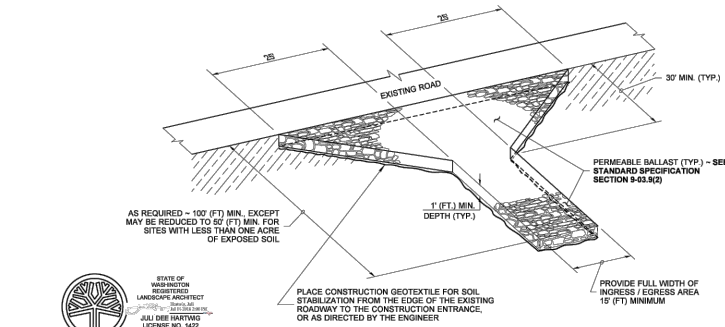 25'
25'
EXISTING ROAD
30' MIN. (TYP.)
PERMEABLE BALLAST (TYP.) ~ SEE
STANDARD SPECIFICATION
SECTION 9-03.9(2)
AS REQUIRED ~ 100' (FT) MIN., EXCEPT
MAY BE REDUCED TO 50' (FT) MIN. FOR
SITES WITH LESS THAN ONE ACRE
OF EXPOSED SOIL
1' (FT.) MIN.
DEPTH (TYP.)
PROVIDE FULL WIDTH OF
INGRESS / EGRESS AREA
15' (FT) MINIMUM
PLACE CONSTRUCTION GEOTEXTILE FOR SOIL
STABILIZATION FROM THE EDGE OF THE EXISTING
ROADWAY TO THE CONSTRUCTION ENTRANCE,
OR AS DIRECTED BY THE ENGINEER
STATE OF
WASHINGTON
REGISTERED
LANDSCAPE ARCHITECT
JULI DEE HARTWIG
LICENSE NO. 1422